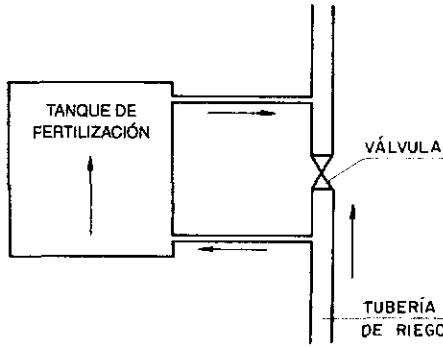 TANQUE DE
FERTILIZACIÓN
VÁLVULA
TUBERÍA
DE RIEGO